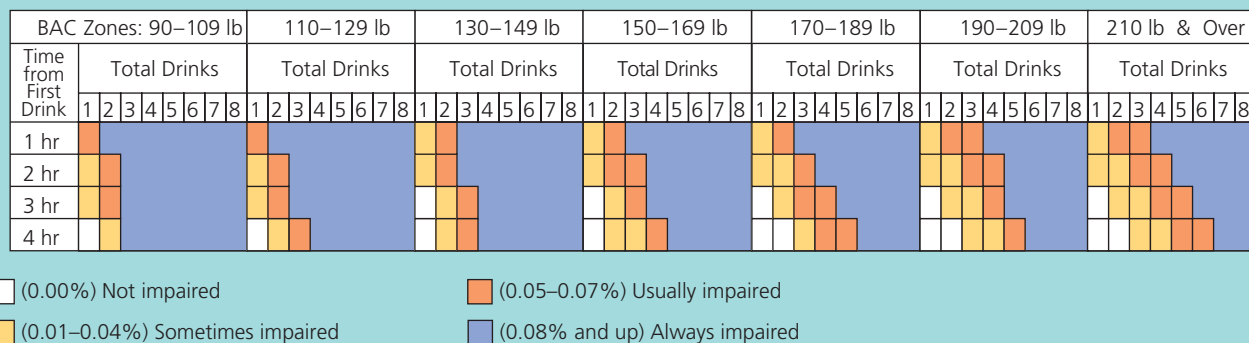 BAC Zones: 90–109 lb 110–129 lb 130–149 lb 150–169 lb 170–189 lb 190–209 lb 210 lb & Over
Time from First Drink Total Drinks Total Drinks Total Drinks Total Drinks Total Drinks Total Drinks Total Drinks
1 2 3 4 5 6 7 8 1 2 3 4 5 6 7 8 1 2 3 4 5 6 7 8 1 2 3 4 5 6 7 8 1 2 3 4 5 6 7 8 1 2 3 4 5 6 7 8 1 2 3 4 5 6 7 8
1 hr
2 hr
3 hr
4 hr
(0.00%) Not impaired (0.05–0.07%) Usually impaired
(0.01–0.04%) Sometimes impaired (0.08% and up) Always impaired